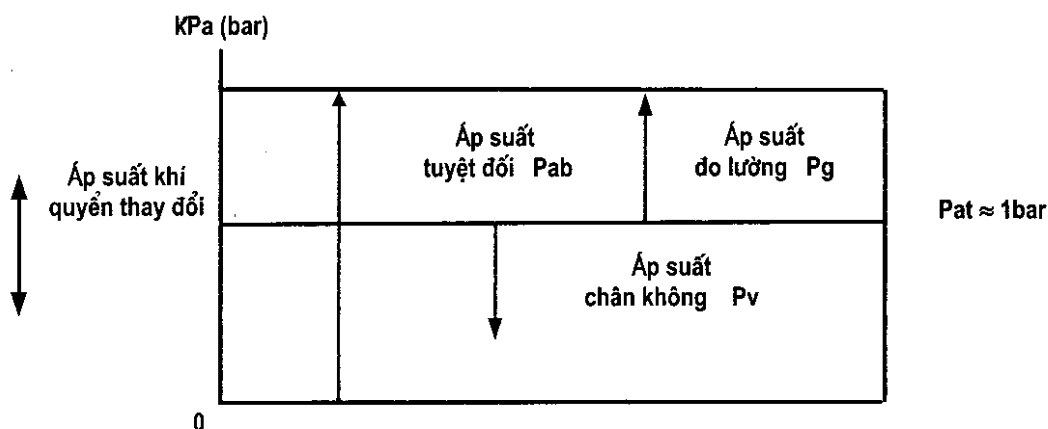 KPa (bar)
Áp suất
tuyệt đối Pab
Áp suất
đo lường Pg
Áp suất khí
quyển thay đổi
Pat ≈ 1bar
Áp suất
chân không Pv
0